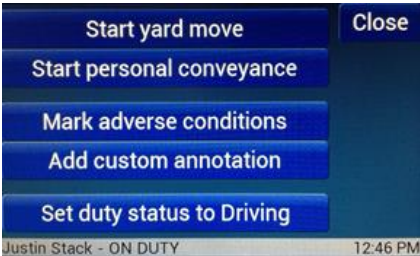 Start yard move
Close
Start personal conveyance
Mark adverse conditions
Add custom annotation
Set duty status to Driving
Justin Stack - ON DUTY
12:46 PM